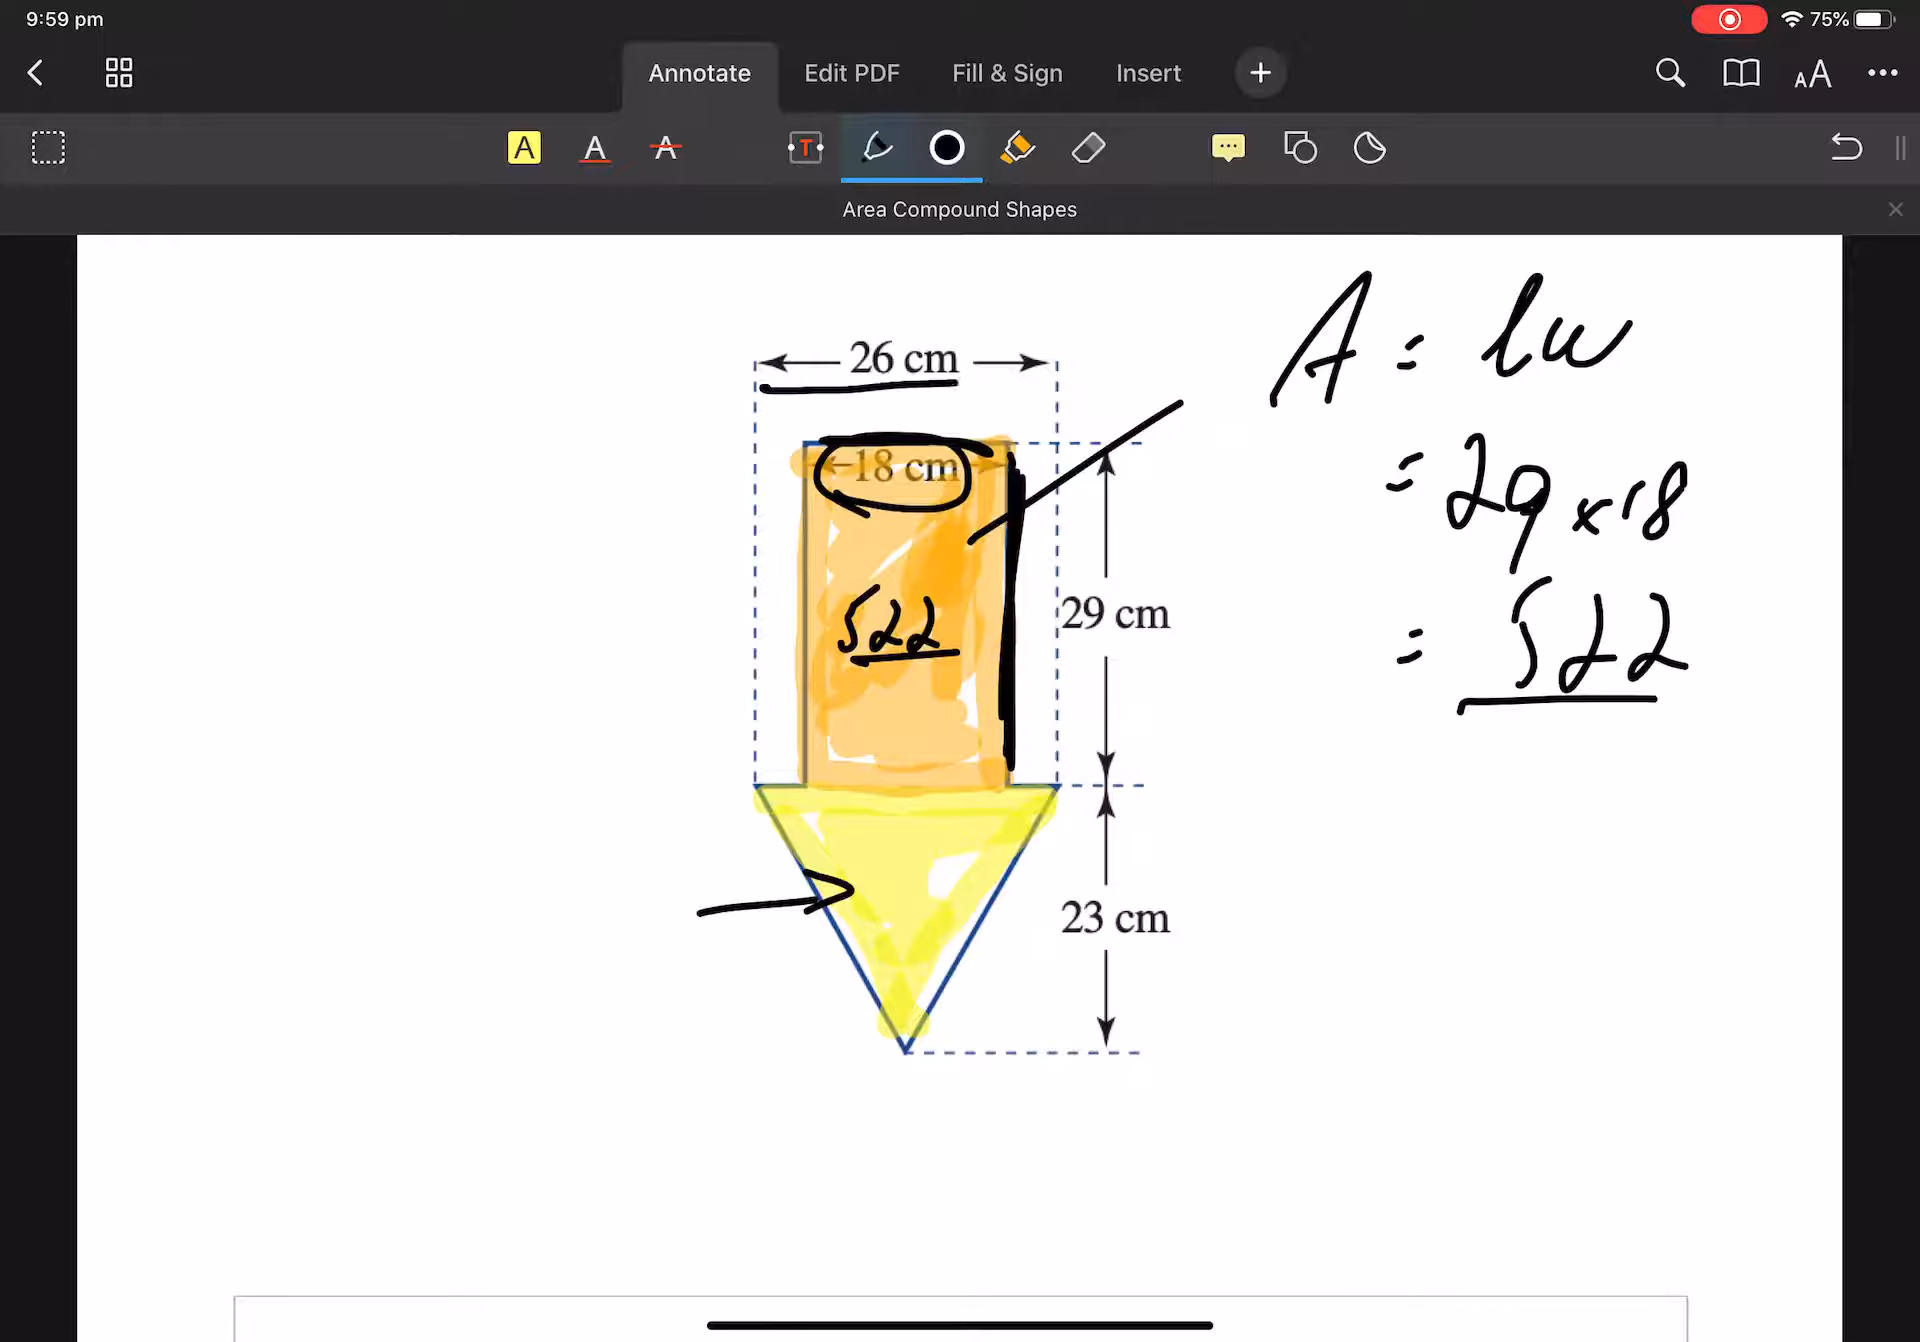 9:59 pm
75%
Annotate
Edit PDF
Fill & Sign
Insert
AA
A A A T
Area Compound Shapes
26 cm
18 cm
522
29 cm
23 cm
A = lw
= 29 x 18
= 522